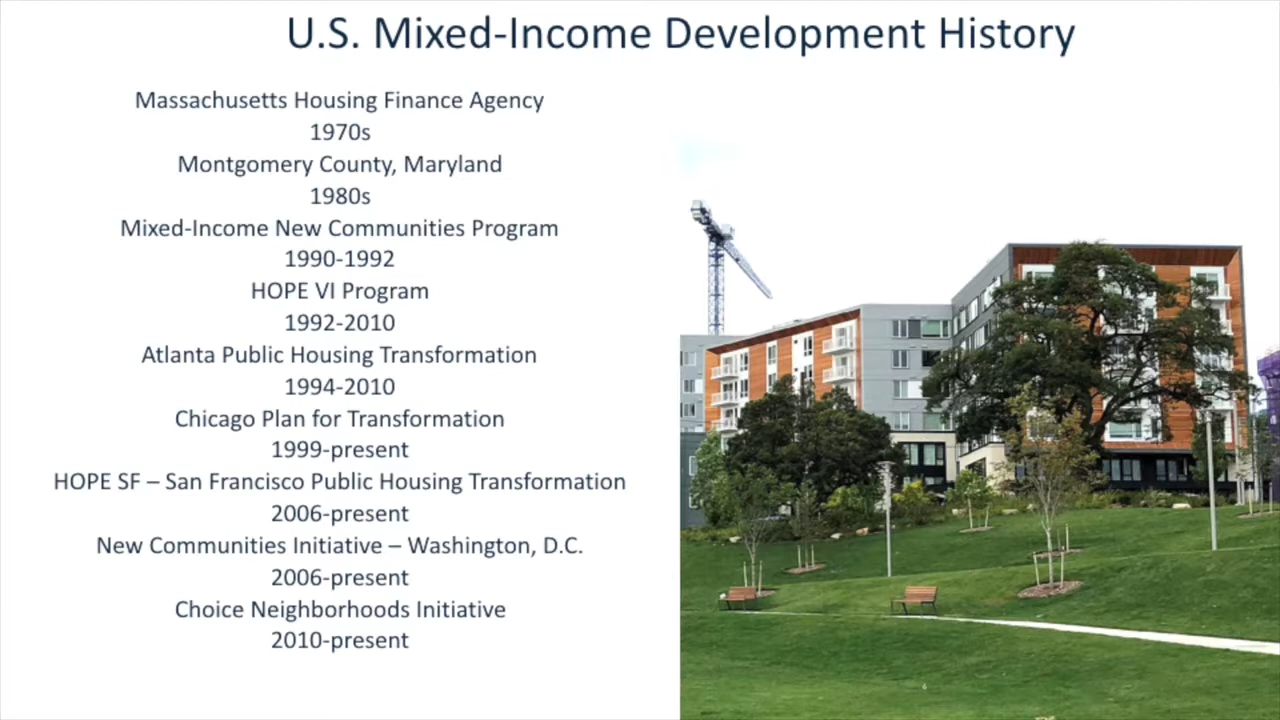 U.S. Mixed-Income Development History
Massachusetts Housing Finance Agency
1970s
Montgomery County, Maryland
1980s
Mixed-Income New Communities Program
1990-1992
HOPE VI Program
1992-2010
Atlanta Public Housing Transformation
1994-2010
Chicago Plan for Transformation
1999-present
HOPE SF – San Francisco Public Housing Transformation
2006-present
New Communities Initiative – Washington, D.C.
2006-present
Choice Neighborhoods Initiative
2010-present